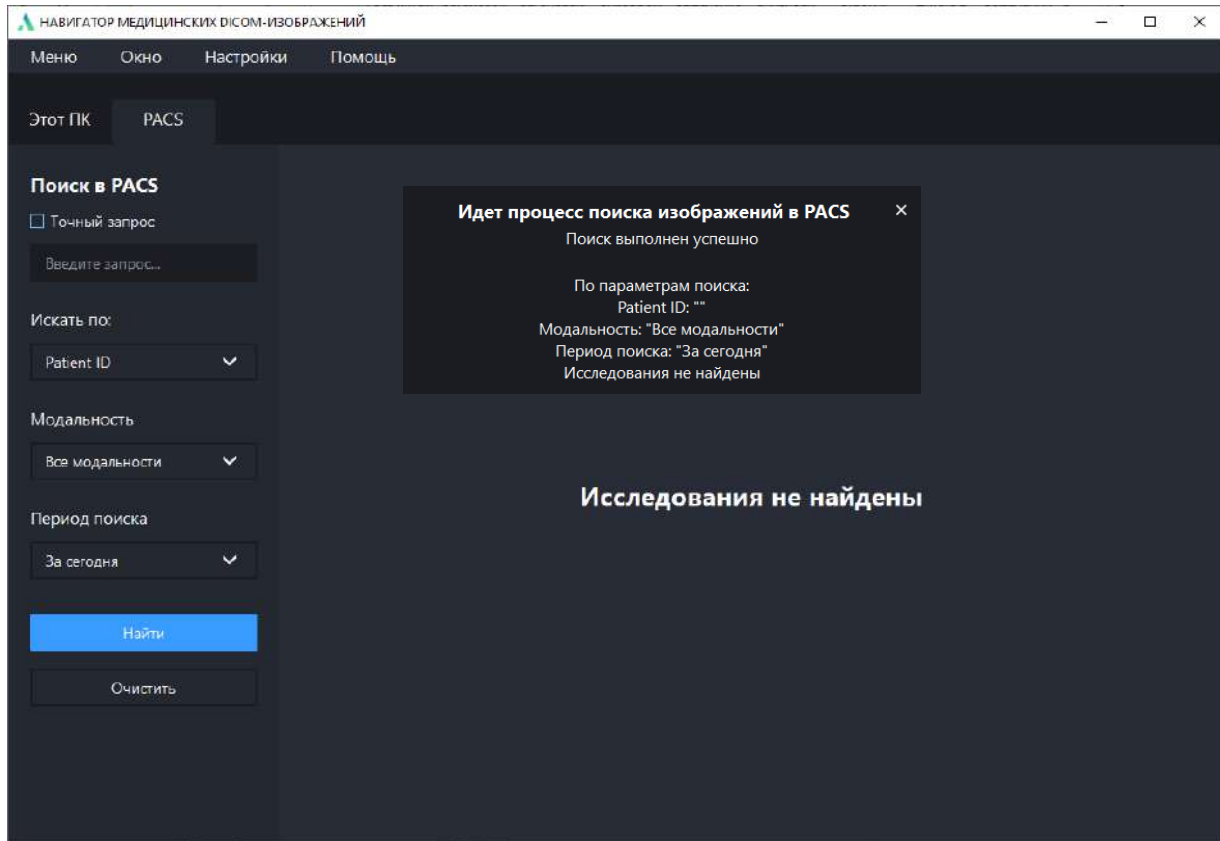 НАВИГАТОР МЕДИЦИНСКИХ DICOM-ИЗОБРАЖЕНИЙ
Меню Окно Настройки Помощь
Этот ПК PACS
Поиск в PACS
Точный запрос
Введите запрос...
Искать по:
Patient ID
Модальность
Все модальности
Период поиска
За сегодня
Найти
Очистить
Идет процесс поиска изображений в PACS
Поиск выполнен успешно
По параметрам поиска:
Patient ID: ""
Модальность: "Все модальности"
Период поиска: "За сегодня"
Исследования не найдены
Исследования не найдены